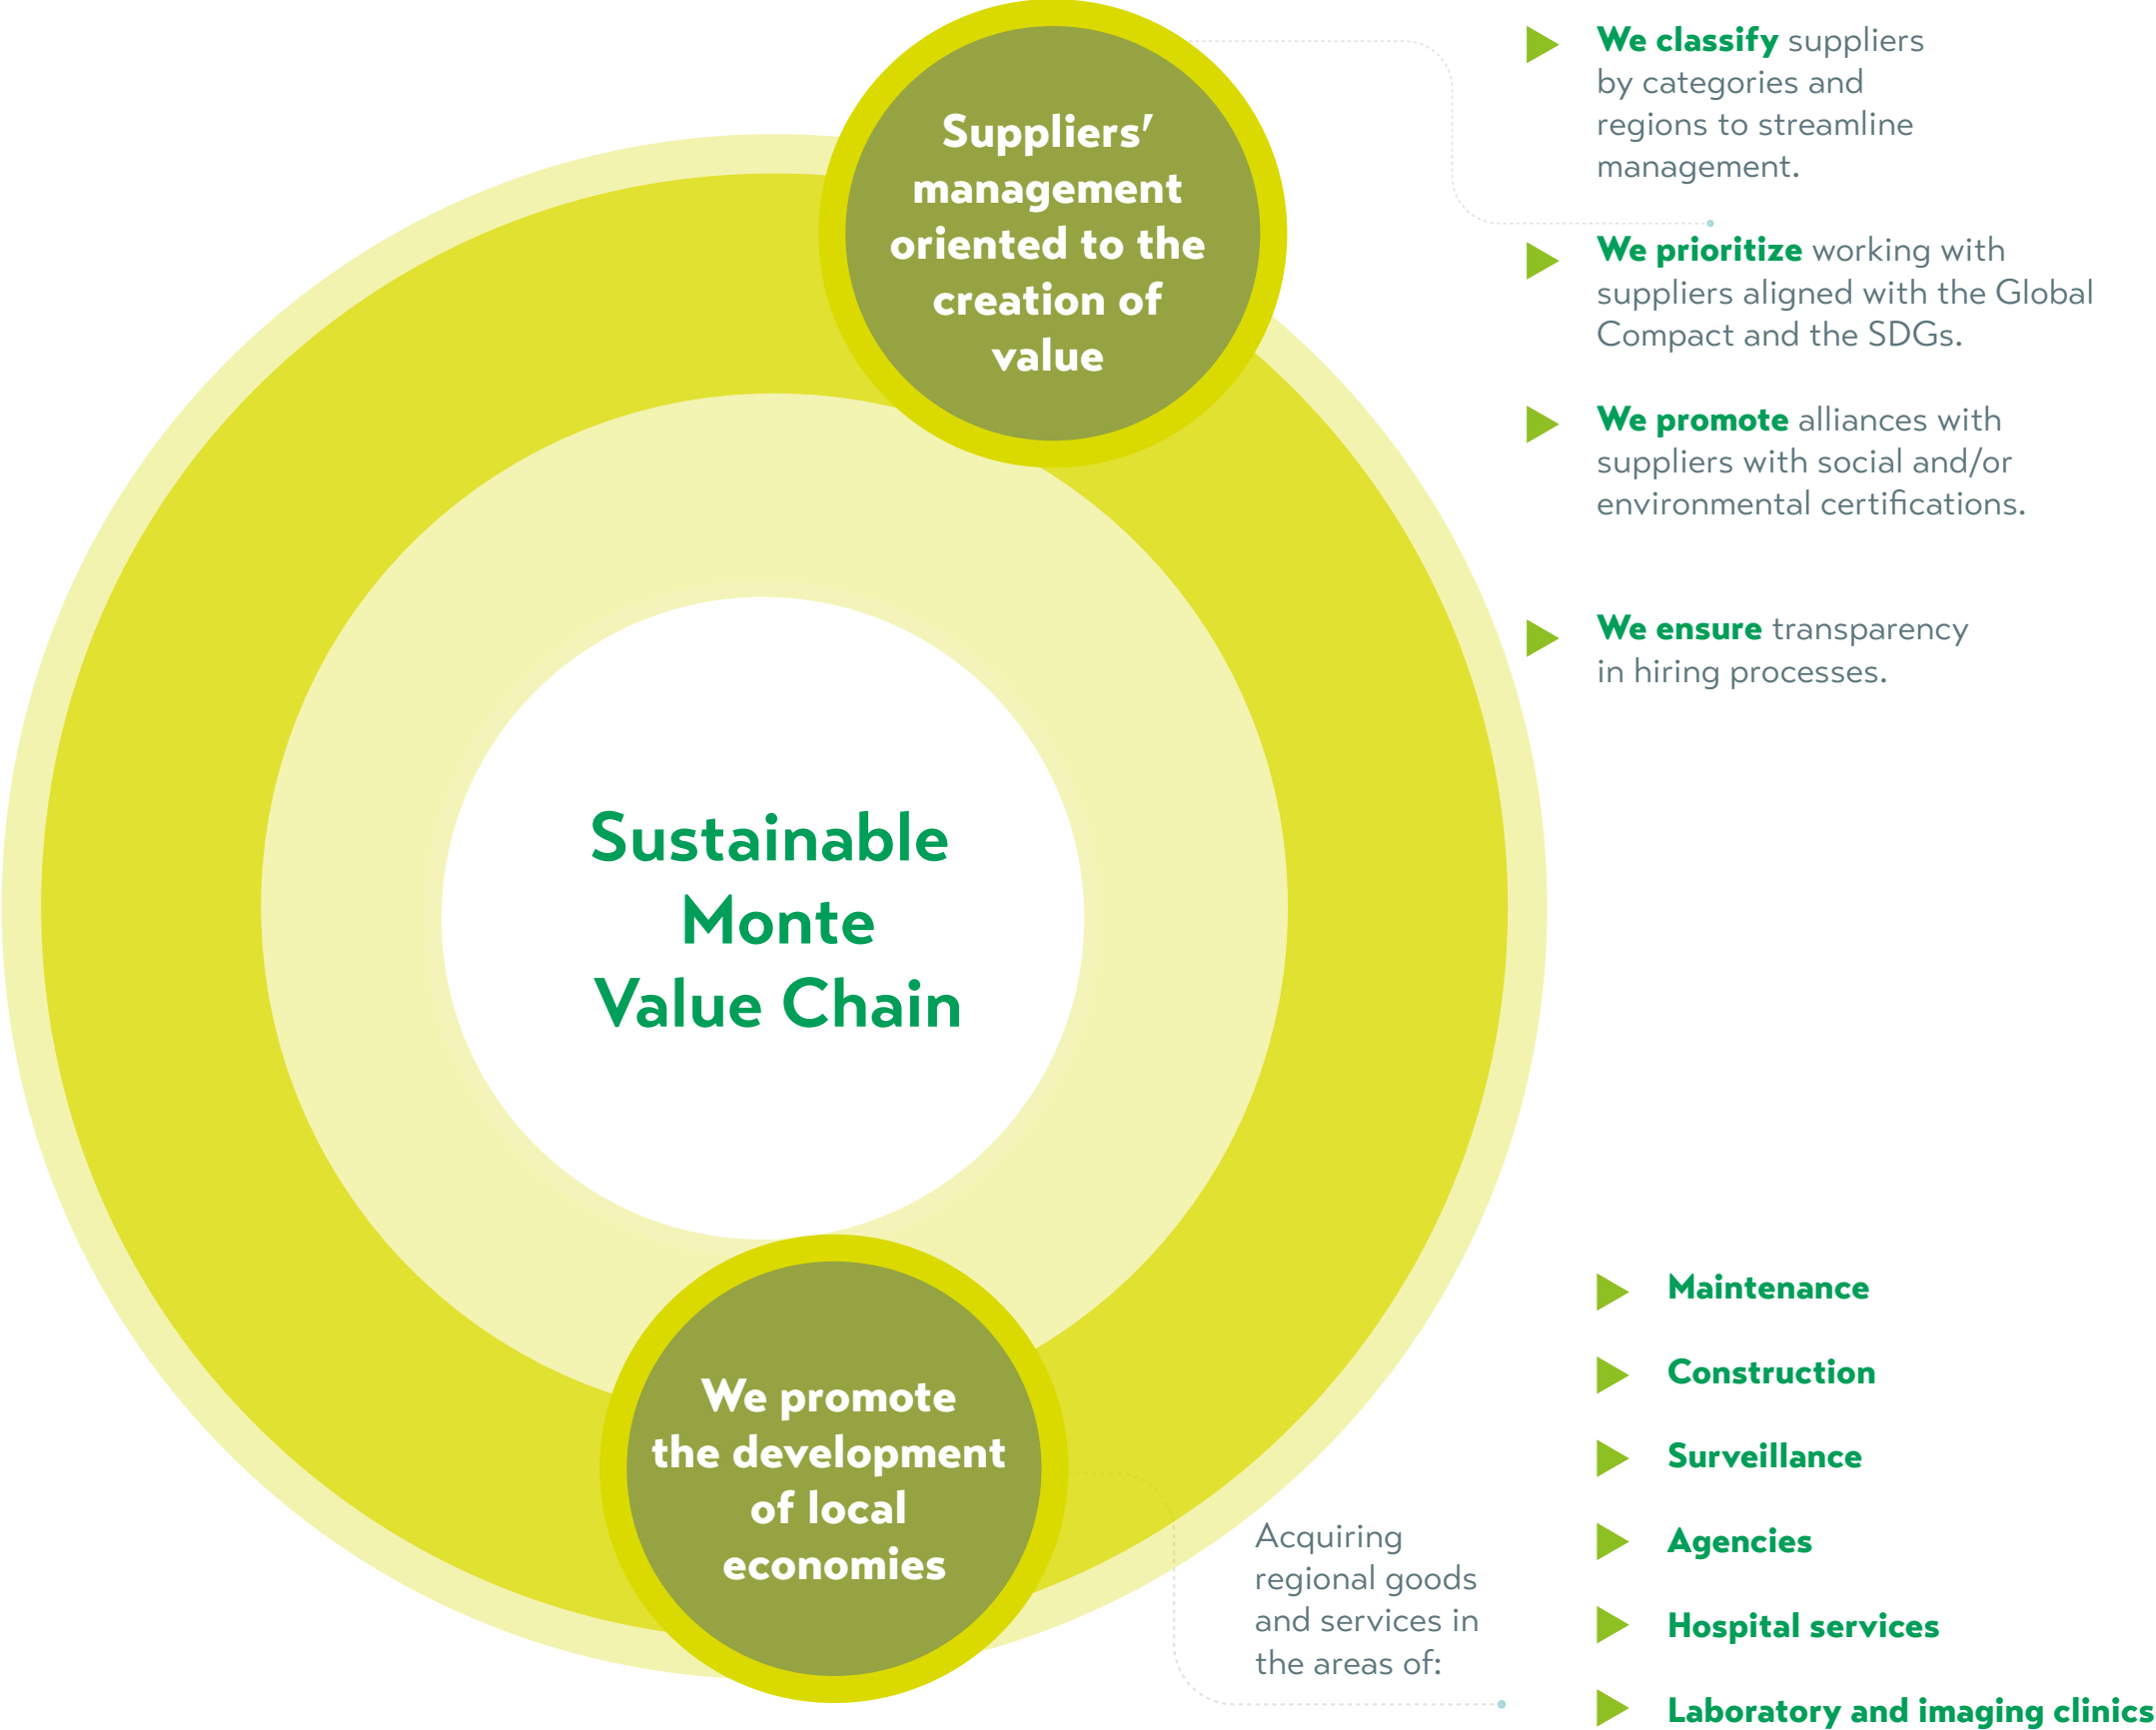 Suppliers'
management
oriented to the
creation of
value
We classify suppliers
by categories and
regions to streamline
management.
We prioritize working with
suppliers aligned with the Global
Compact and the SDGs.
We promote alliances with
suppliers with social and/or
environmental certifications.
We ensure transparency
in hiring processes.
Sustainable
Monte
Value Chain
We promote
the development
of local
economies
Acquiring
regional goods
and services in
the areas of:
Maintenance
Construction
Surveillance
Agencies
Hospital services
Laboratory and imaging clinics